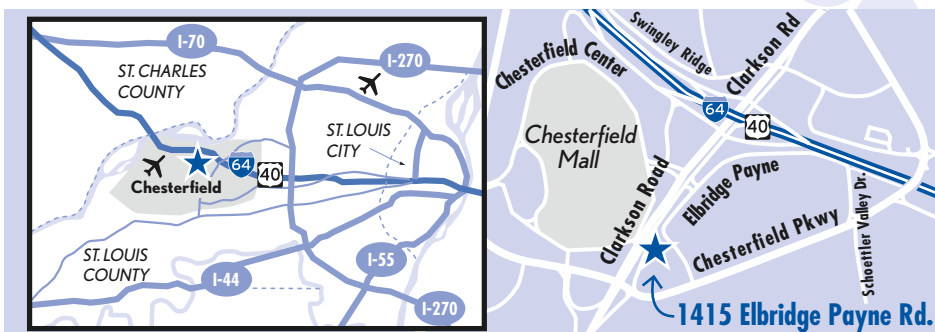 I-70
I-270
ST. CHARLES
COUNTY
ST. LOUIS
CITY
64
40
Chesterfield
ST. LOUIS
COUNTY
I-44
I-55
I-270
Swingley Ridge
Clarkson Rd
Chesterfield Center
64
40
Chesterfield
Mall
Clarkson Road
Elbridge Payne
Chesterfield Pkwy
Schoettler Valley Dr.
1415 Elbridge Payne Rd.